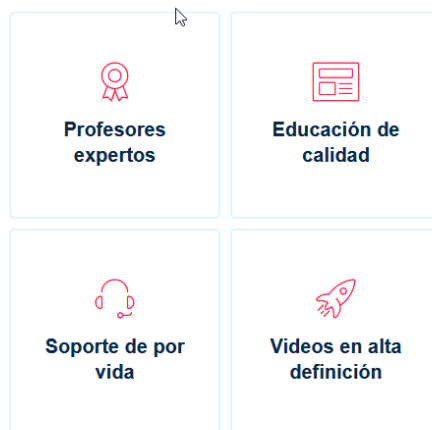 Profesores
expertos
Educación de
calidad
Soporte de por
vida
Videos en alta
definición